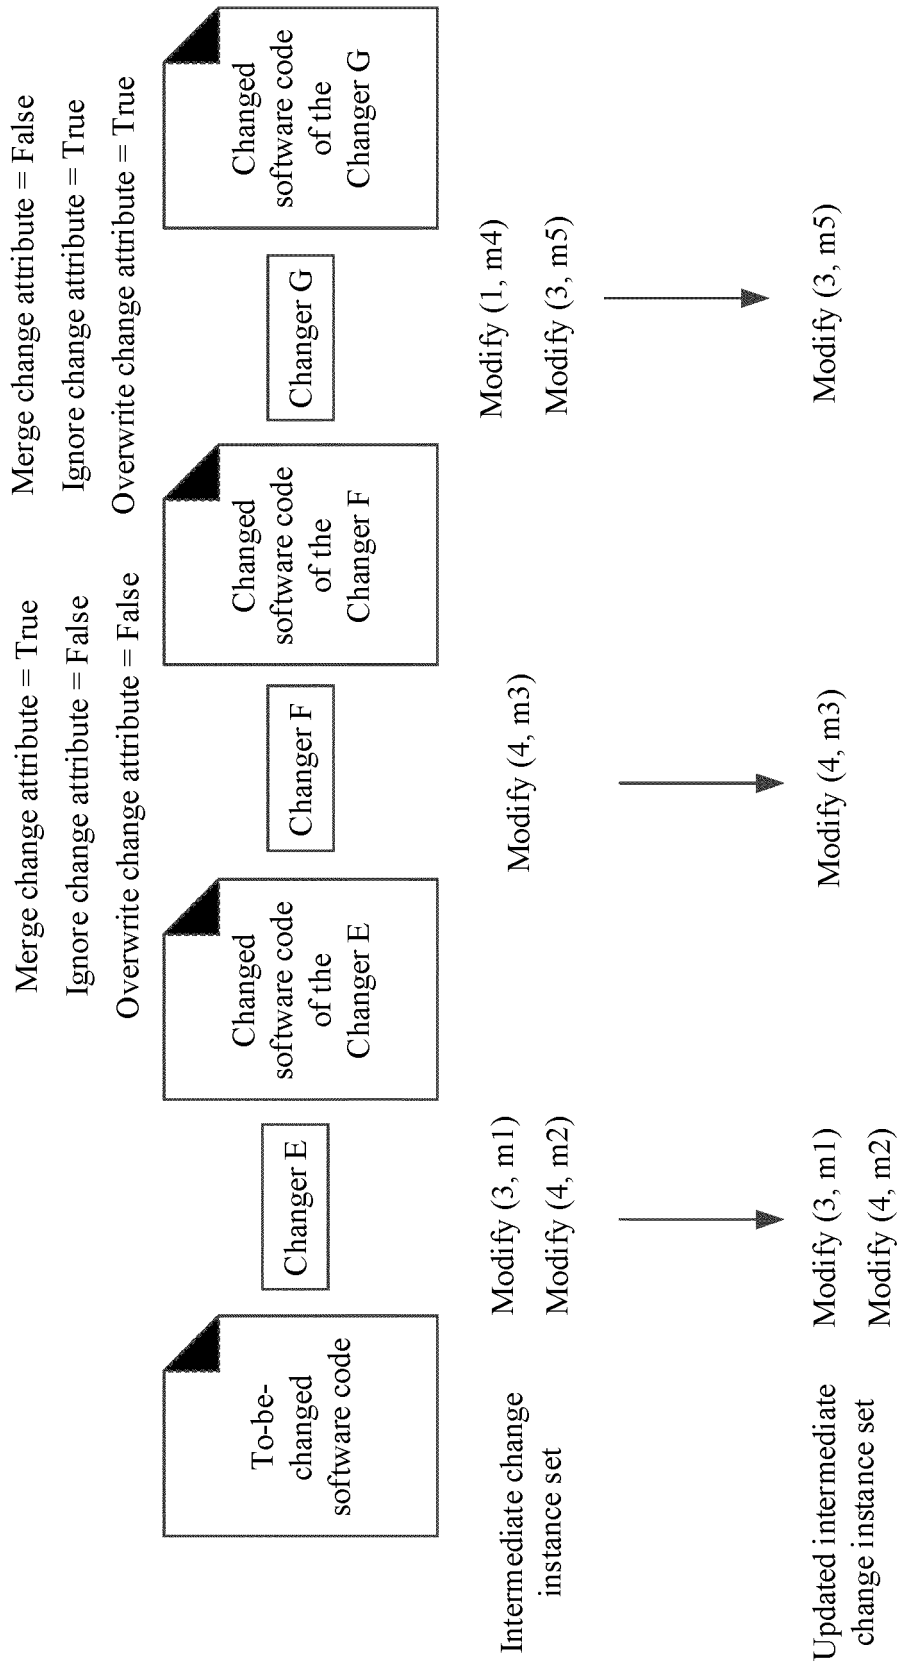 Merge change attribute = True
Ignore change attribute = False
Overwrite change attribute = False
Merge change attribute = False
Ignore change attribute = True
Overwrite change attribute = True
To-be-
changed
software code
Changer E
Changed
software code
of the
Changer E
Changer F
Changed
software code
of the
Changer F
Changer G
Changed
software code
of the
Changer G
Intermediate change
instance set
Modify (3, m1)
Modify (4, m2)
Modify (4, m3)
Modify (1, m4)
Modify (3, m5)
Updated intermediate
change instance set
Modify (3, m1)
Modify (4, m2)
Modify (4, m3)
Modify (3, m5)